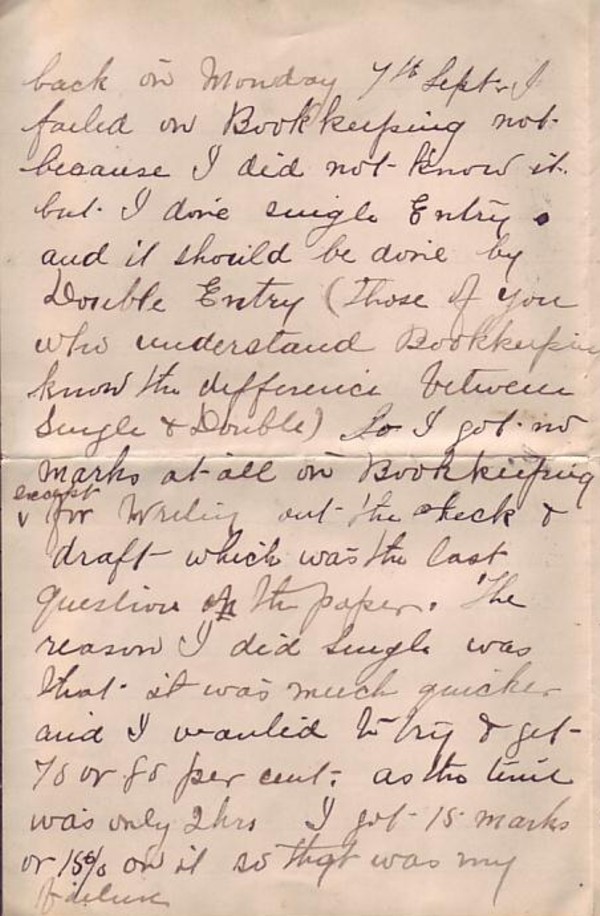 back on Monday 7th Sept. I
failed on Bookkeeping not
because I did not know it
but I done single Entry
and it should be done by
Double Entry (those of you
who understand Bookkeeping
know the difference between
Single & Double) So I got no
marks at all on Bookkeeping
except
v for Writing out the check &
draft which was the last
question on the paper. The
reason I did Single was
that it was much quicker
and I wanted to try & get
75 or 80 per cent. as the time
was only 2 hrs I got 15 marks
or 15% on it so that was my
failure